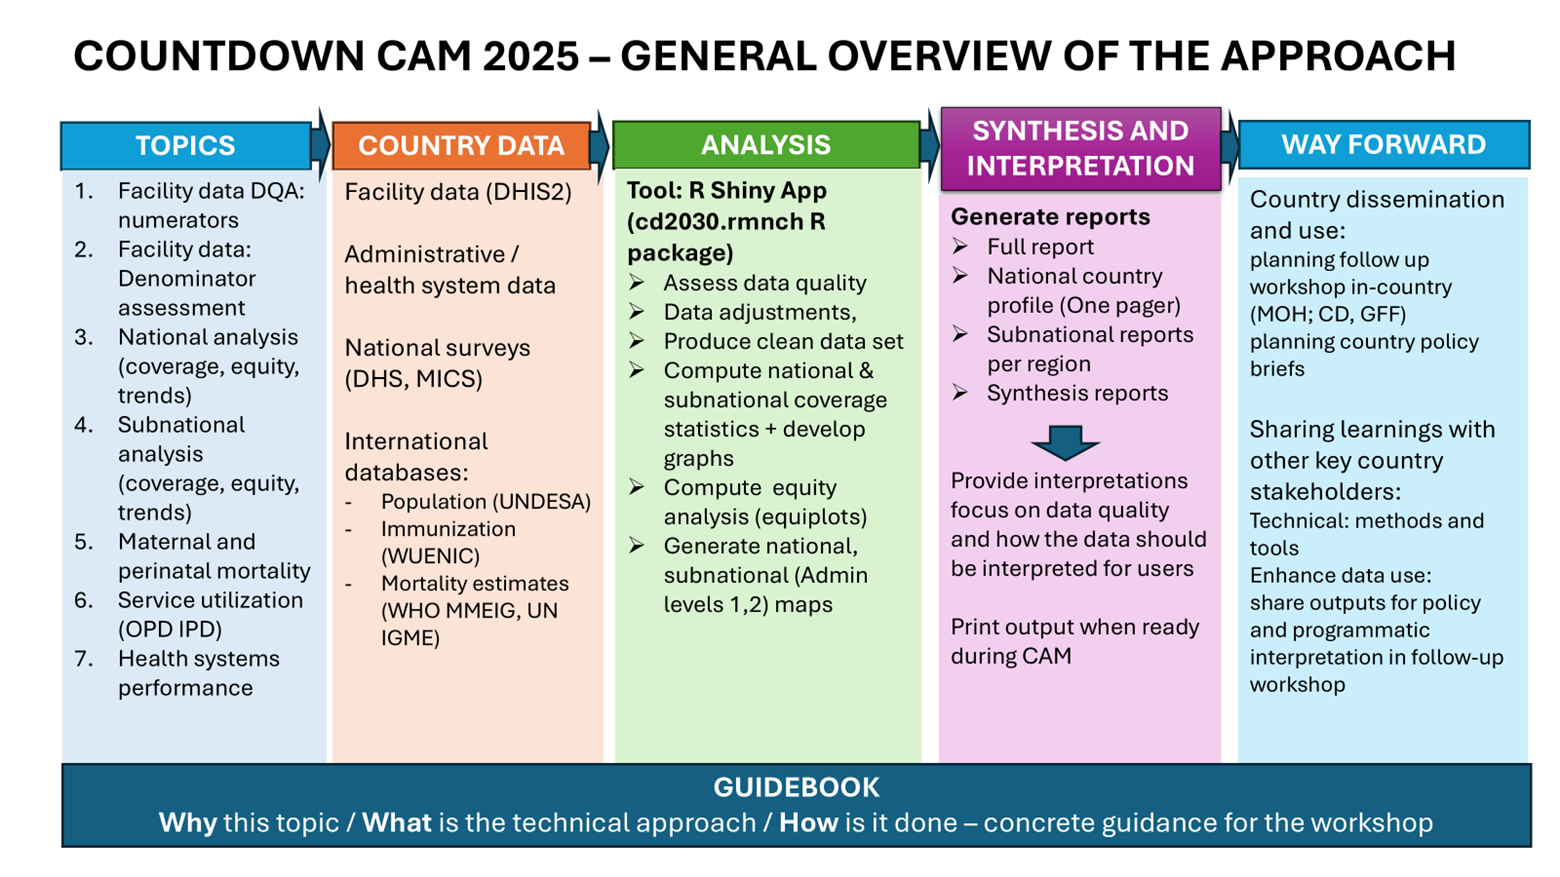 COUNTDOWN CAM 2025 – GENERAL OVERVIEW OF THE APPROACH
TOPICS
1. Facility data DQA:
numerators
2. Facility data:
Denominator
assessment
3. National analysis
(coverage, equity,
trends)
4. Subnational
analysis
(coverage, equity,
trends)
5. Maternal and
perinatal mortality
6. Service utilization
(OPD IPD)
7. Health systems
performance
COUNTRY DATA
Facility data (DHIS2)
Administrative /
health system data
National surveys
(DHS, MICS)
International
databases:
- Population (UNDESA)
- Immunization
(WUENIC)
- Mortality estimates
(WHO MMEIG, UN
IGME)
ANALYSIS
Tool: R Shiny App
(cd2030.rmnch R
package)
➢ Assess data quality
➢ Data adjustments,
➢ Produce clean data set
➢ Compute national &
subnational coverage
statistics + develop
graphs
➢ Compute equity
analysis (equiplots)
➢ Generate national,
subnational (Admin
levels 1,2) maps
SYNTHESIS AND
INTERPRETATION
Generate reports
➢ Full report
➢ National country
profile (One pager)
➢ Subnational reports
per region
➢ Synthesis reports
Provide interpretations
focus on data quality
and how the data should
be interpreted for users
Print output when ready
during CAM
WAY FORWARD
Country dissemination
and use:
planning follow up
workshop in-country
(MOH; CD, GFF)
planning country policy
briefs
Sharing learnings with
other key country
stakeholders:
Technical: methods and
tools
Enhance data use:
share outputs for policy
and programmatic
interpretation in follow-up
workshop
GUIDEBOOK
Why this topic / What is the technical approach / How is it done – concrete guidance for the workshop